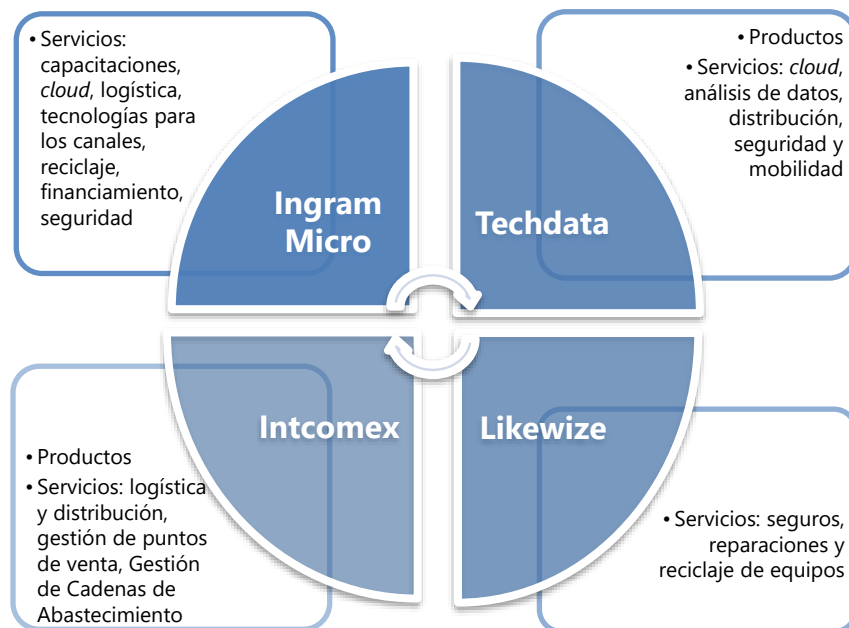 • Servicios:
capacitaciones,
cloud, logística,
tecnologías para
los canales,
reciclaje,
financiamiento,
seguridad
Ingram
Micro
• Productos
• Servicios: cloud,
análisis de datos,
distribución,
seguridad y
mobilidad
Techdata
Intcomex
• Productos
• Servicios: logística
y distribución,
gestión de puntos
de venta, Gestión
de Cadenas de
Abastecimiento
Likewize
• Servicios: seguros,
reparaciones y
reciclaje de equipos